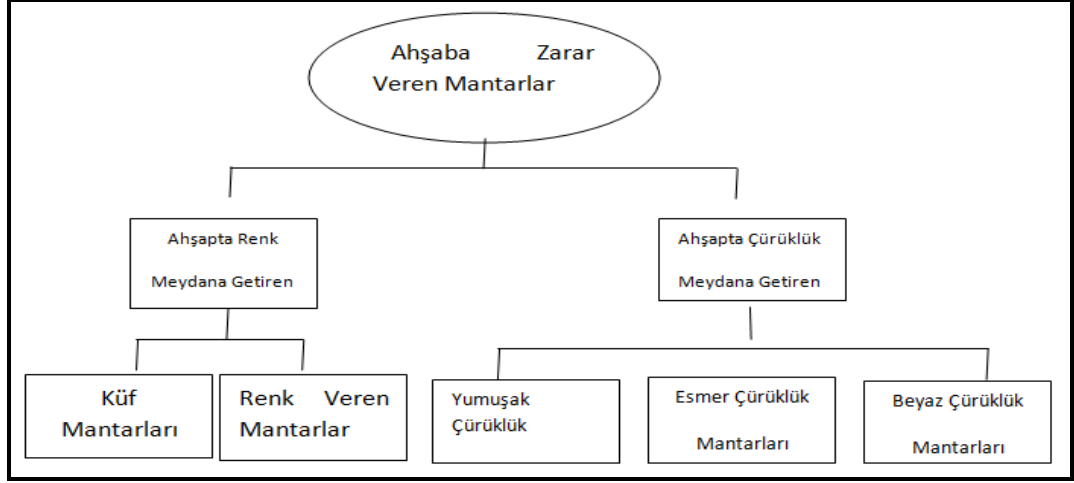 Ahşaba Zarar
Veren Mantarlar
Ahşapta Renk
Meydana Getiren
Ahşapta Çürüklük
Meydana Getiren
Küf
Mantarları
Renk Veren
Mantarlar
Yumuşak
Çürüklük
Esmer Çürüklük
Mantarları
Beyaz Çürüklük
Mantarları